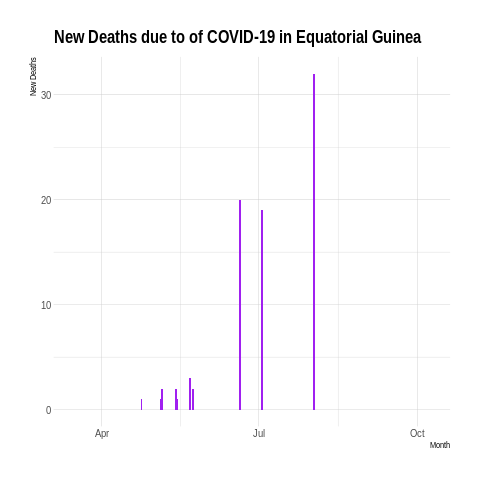 New Deaths due to of COVID-19 in Equatorial Guinea
New Deaths
30
20
10
0
Apr Jul Oct
Month